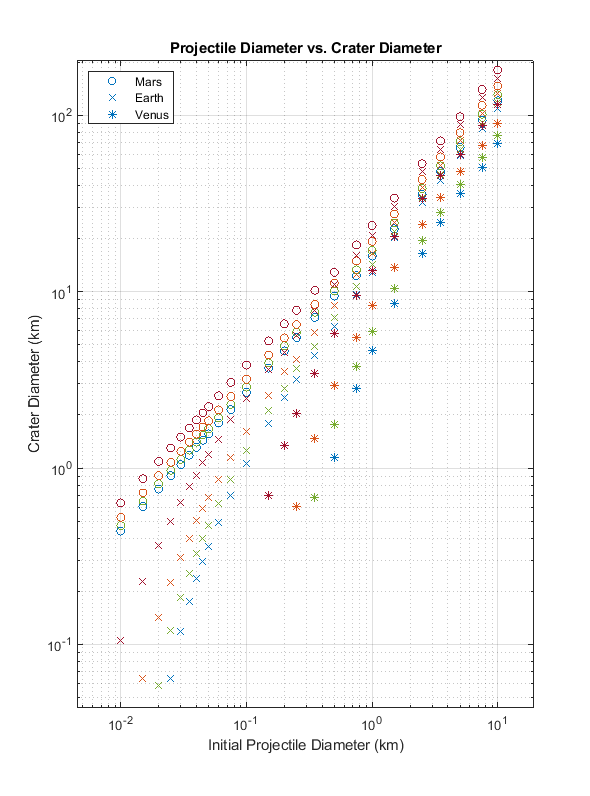 Projectile Diameter vs. Crater Diameter
Mars
Earth
Venus
10^2
10^1
10^0
10^-1
Crater Diameter (km)
10^-2 10^-1 10^0 10^1
Initial Projectile Diameter (km)